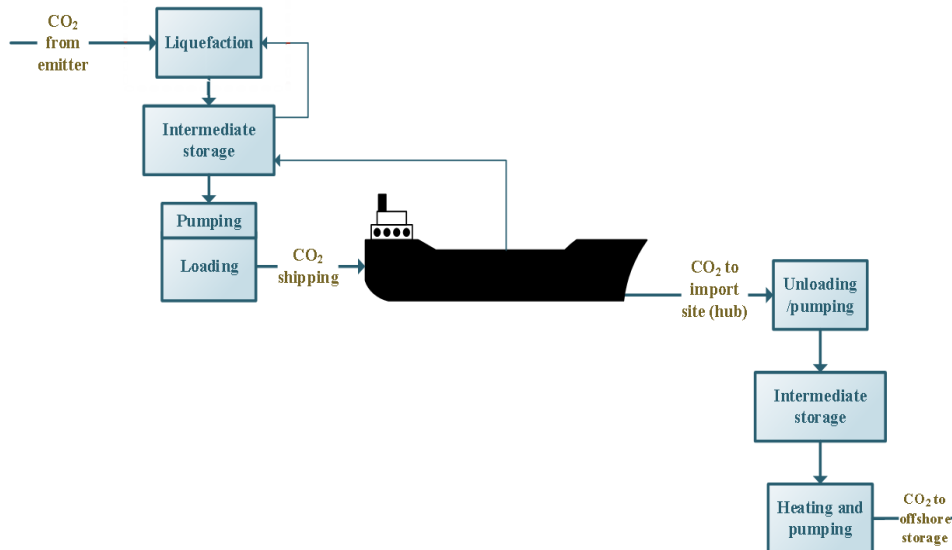 CO₂
from
emitter
Liquefaction
Intermediate
storage
Pumping
Loading
CO₂
shipping
CO₂ to
import
site (hub)
Unloading
/pumping
Intermediate
storage
Heating and
pumping
CO₂ to
offshore
storage